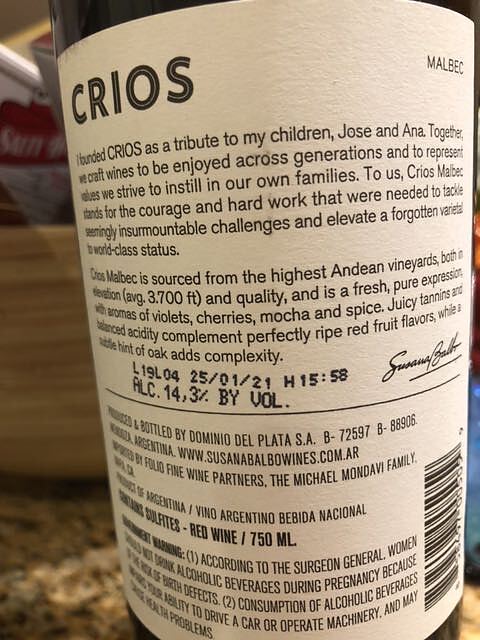 CRIOS
MALBEC
I founded CRIOS as a tribute to my children, Jose and Ana. Together,
we craft wines to be enjoyed across generations and to represent
values we strive to instill in our own families. To us, Crios Malbec
stands for the courage and hard work that were needed to tackle
seemingly insurmountable challenges and elevate a forgotten varietal
to world-class status.
Crios Malbec is sourced from the highest Andean vineyards, both in
elevation (avg. 3.700 ft) and quality, and is a fresh, pure expression,
with aromas of violets, cherries, mocha and spice. Juicy tannins and
balanced acidity complement perfectly ripe red fruit flavors, while a
subtle hint of oak adds complexity.
Susana Balbo
L19L04 25/01/21 H15:58
ALC.14,3% BY VOL.
PRODUCED & BOTTLED BY DOMINIO DEL PLATA S.A. B- 72597 B- 88906.
MENDOZA, ARGENTINA. WWW.SUSANABALBOWINES.COM.AR
IMPORTED BY FOLIO FINE WINE PARTNERS, THE MICHAEL MONDAVI FAMILY,
NAPA, CA
PRODUCT OF ARGENTINA / VINO ARGENTINO BEBIDA NACIONAL
CONTAINS SULFITES - RED WINE / 750 ML.
GOVERNMENT WARNING: (1) ACCORDING TO THE SURGEON GENERAL, WOMEN
SHOULD NOT DRINK ALCOHOLIC BEVERAGES DURING PREGNANCY BECAUSE
OF THE RISK OF BIRTH DEFECTS. (2) CONSUMPTION OF ALCOHOLIC BEVERAGES
IMPAIRS YOUR ABILITY TO DRIVE A CAR OR OPERATE MACHINERY, AND MAY
CAUSE HEALTH PROBLEMS